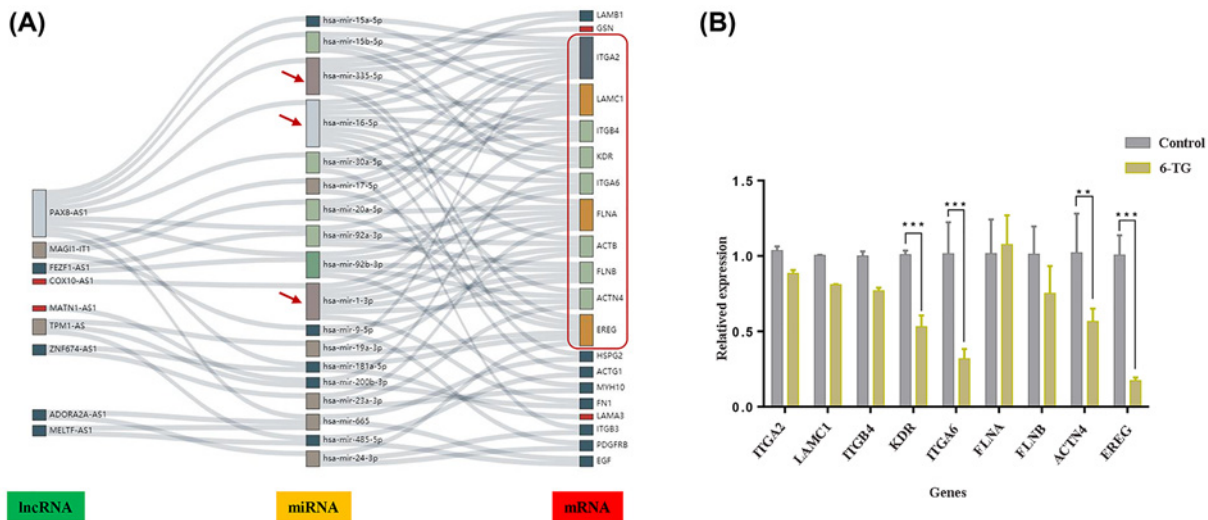 (A)
PAX8-AS1
MAGI1-IT1
FEZF1-AS1
COX10-AS1
MATN1-AS1
TPM1-AS
ZNF674-AS1
ADORA2A-AS1
MELTF-AS1
hsa-mir-15a-5p
hsa-mir-15b-5p
hsa-mir-335-5p
hsa-mir-16-5p
hsa-mir-30a-5p
hsa-mir-17-5p
hsa-mir-20a-5p
hsa-mir-92a-3p
hsa-mir-92b-3p
hsa-mir-1-3p
hsa-mir-9-5p
hsa-mir-19a-3p
hsa-mir-181a-5p
hsa-mir-200b-3p
hsa-mir-23a-3p
hsa-mir-665
hsa-mir-485-5p
hsa-mir-24-3p
LAMB1
GSN
ITGA2
LAMC1
ITGB4
KDR
ITGA6
FLNA
ACTB
FLNB
ACTN4
EREG
HSPG2
ACTG1
MYH10
FN1
LAMA3
ITGB3
PDGFRB
EGF
lncRNA
miRNA
mRNA
(B)
Control
6-TG
Relatived expression
1.5
1.0
0.5
0.0
***
***
**
***
ITGA2
LAMC1
ITGB4
KDR
ITGA6
FLNA
FLNB
ACTN4
EREG
Genes